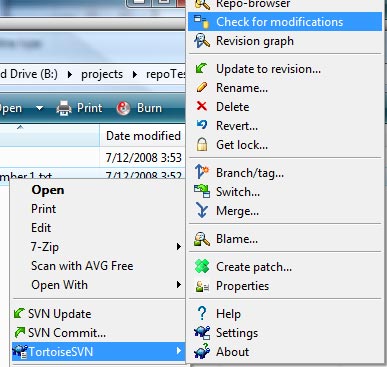 Repo-browser
Check for modifications
Revision graph
d Drive (B:) ▸ projects ▸ repoTes
Update to revision...
Rename...
Open Print Burn
Delete
Revert...
Date modified
Get lock...
7/12/2008 3:53
Branch/tag...
mber 1.txt 7/12/2008 3:52
Switch...
Open
Merge...
Print
Edit
Blame...
7-Zip
Scan with AVG Free
Create patch...
Open With
Properties
SVN Update
Help
SVN Commit...
Settings
TortoiseSVN
About